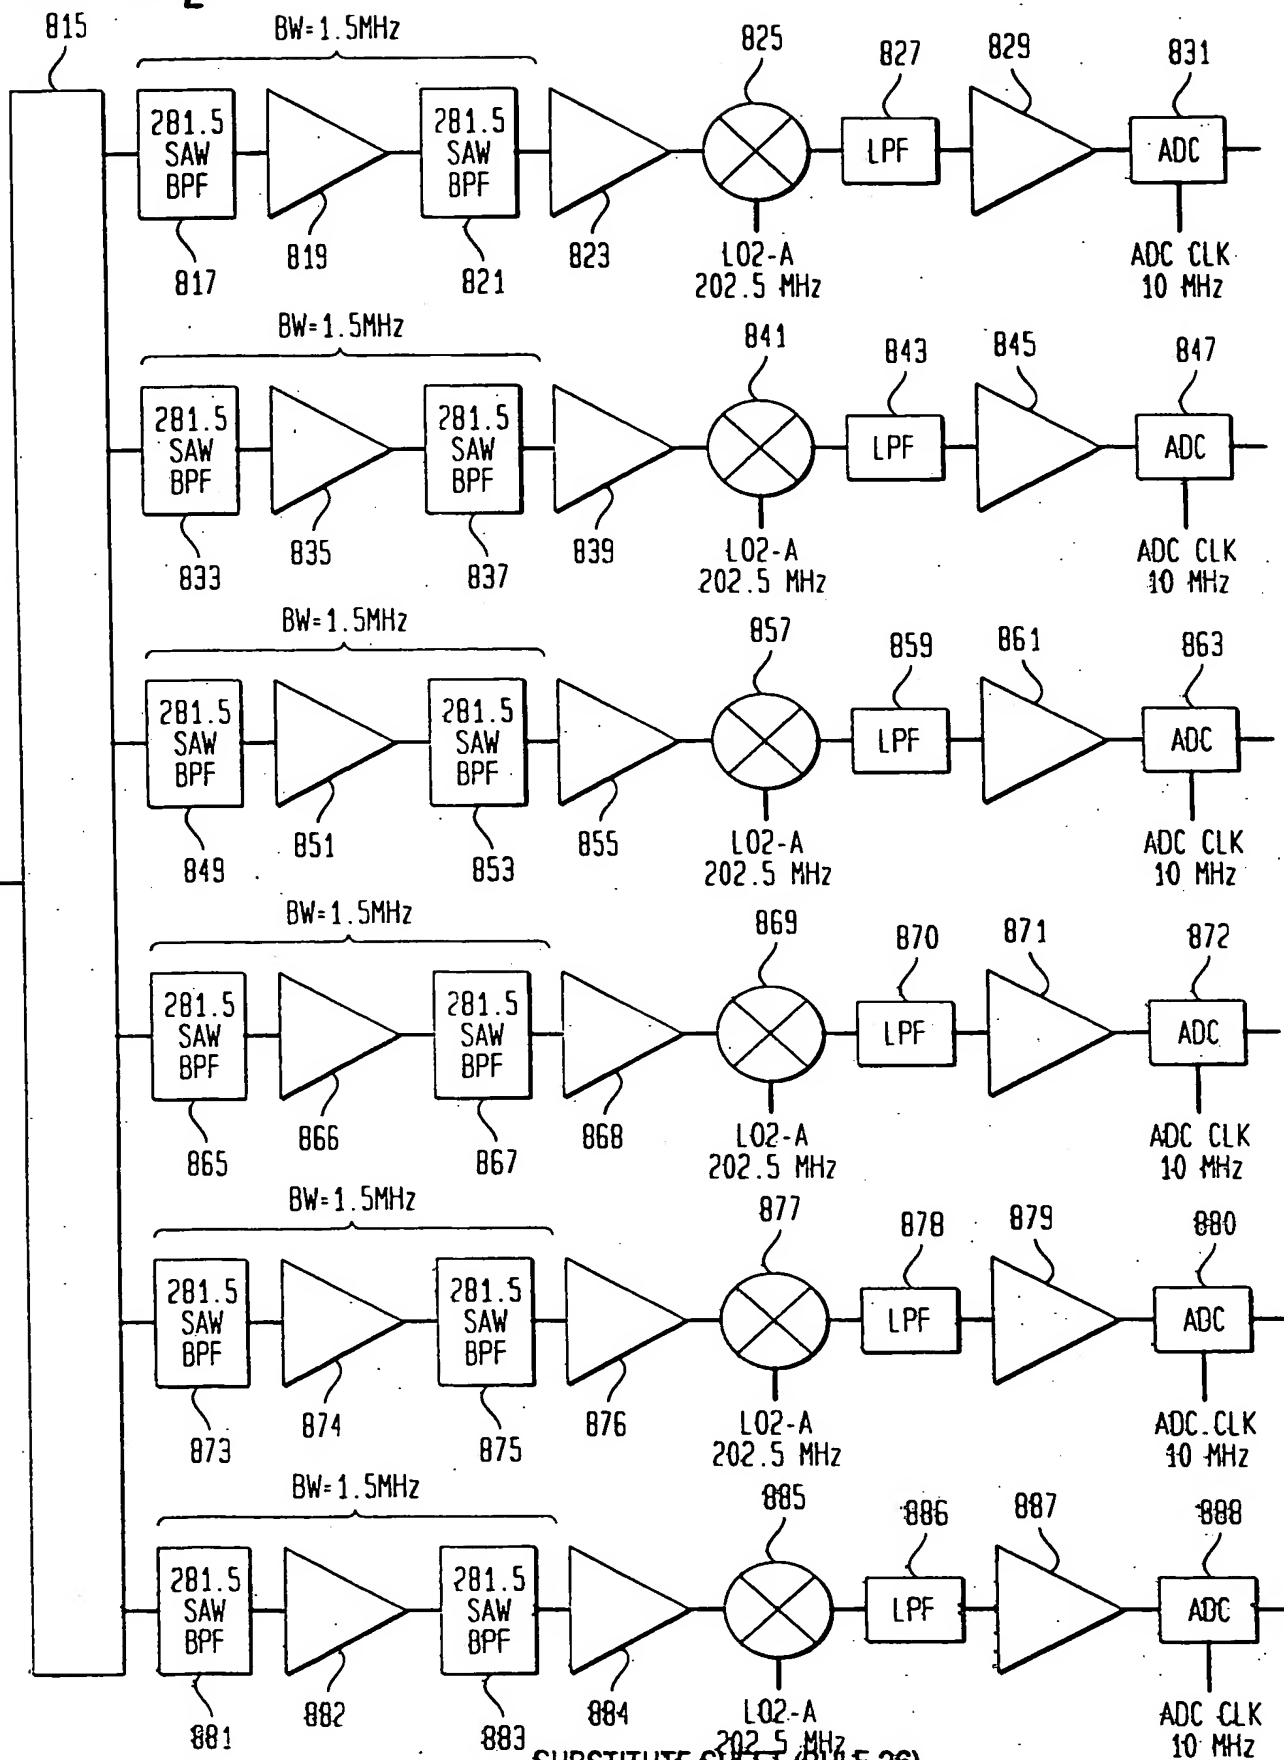 2
815
BW=1.5MHz
825
827
829
831
281.5
SAW
BPF
281.5
SAW
BPF
LPF
ADC
817
819
821
823
LO2-A
202.5 MHz
ADC CLK
10 MHz
BW=1.5MHz
841
843
845
847
281.5
SAW
BPF
281.5
SAW
BPF
LPF
ADC
833
835
837
839
LO2-A
202.5 MHz
ADC CLK
10 MHz
BW=1.5MHz
857
859
861
863
281.5
SAW
BPF
281.5
SAW
BPF
LPF
ADC
849
851
853
855
LO2-A
202.5 MHz
ADC CLK
10 MHz
BW=1.5MHz
869
870
871
872
281.5
SAW
BPF
281.5
SAW
BPF
LPF
ADC
865
866
867
868
LO2-A
202.5 MHz
ADC CLK
10 MHz
BW=1.5MHz
877
878
879
880
281.5
SAW
BPF
281.5
SAW
BPF
LPF
ADC
873
874
875
876
LO2-A
202.5 MHz
ADC CLK
10 MHz
BW=1.5MHz
885
886
887
888
281.5
SAW
BPF
281.5
SAW
BPF
LPF
ADC
881
882
883
884
LO2-A
202.5 MHz
ADC CLK
10 MHz
SUBSTITUTE SHEET (RULE 26)